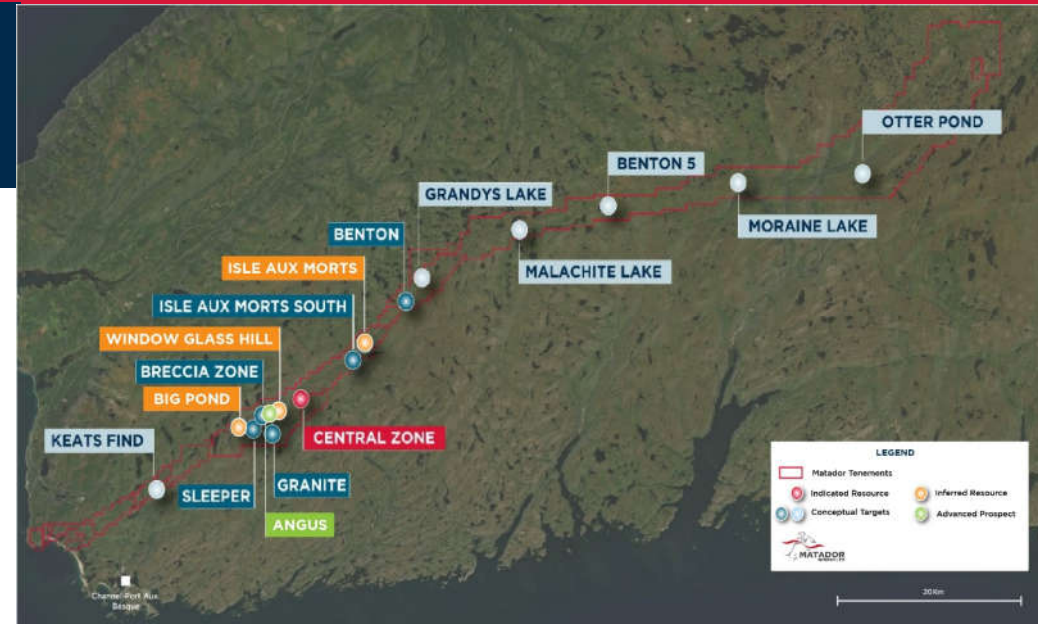 OTTER POND
BENTON 5
GRANDYS LAKE
MORAINE LAKE
BENTON
MALACHITE LAKE
ISLE AUX MORTS
ISLE AUX MORTS SOUTH
WINDOW GLASS HILL
BRECCIA ZONE
BIG POND
KEATS FIND
CENTRAL ZONE
SLEEPER
GRANITE
ANGUS
LEGEND
Matador Tenements
Indicated Resource
Inferred Resource
Conceptual Targets
Advanced Prospect
MATADOR
Channel-Port Aux
Basque
20Km